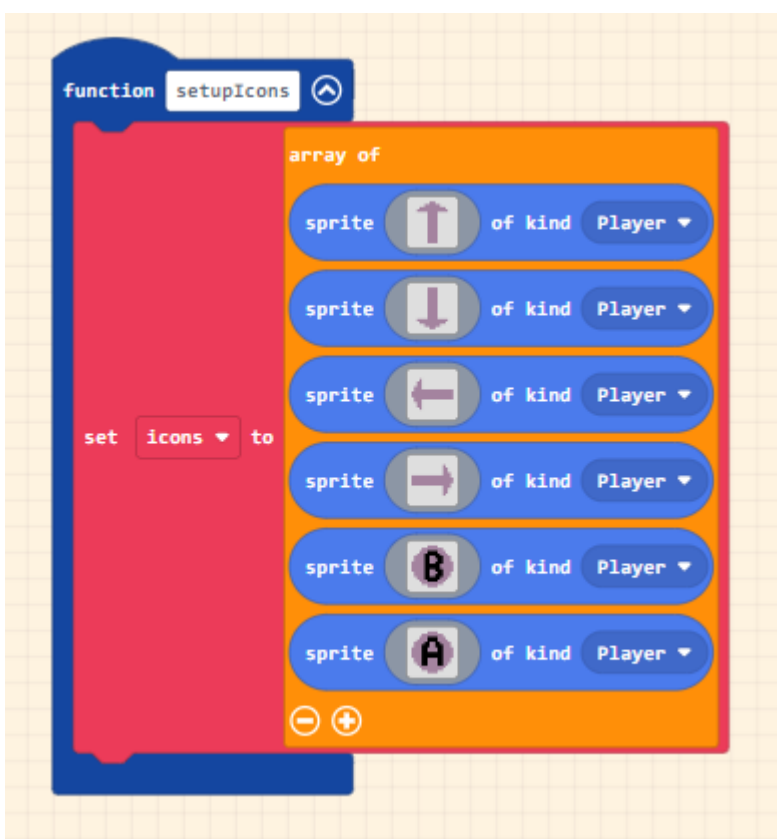 function setupIcons
array of
sprite of kind Player
sprite of kind Player
sprite of kind Player
set icons to
sprite of kind Player
sprite B of kind Player
sprite A of kind Player